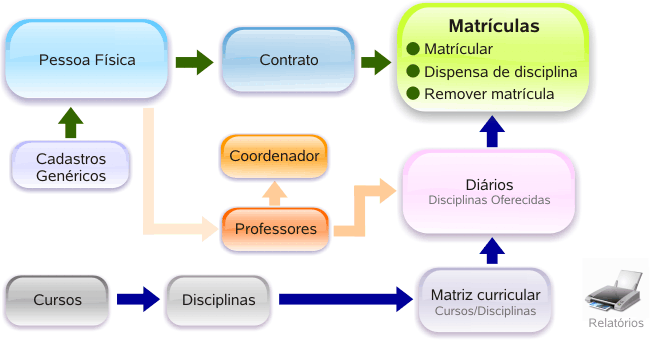 Matrículas
Pessoa Física
Contrato
Matrícular
Dispensa de disciplina
Remover matrícula
Cadastros
Genéricos
Coordenador
Diários
Disciplinas Oferecidas
Professores
Cursos
Disciplinas
Matriz curricular
Cursos/Disciplinas
Relatórios